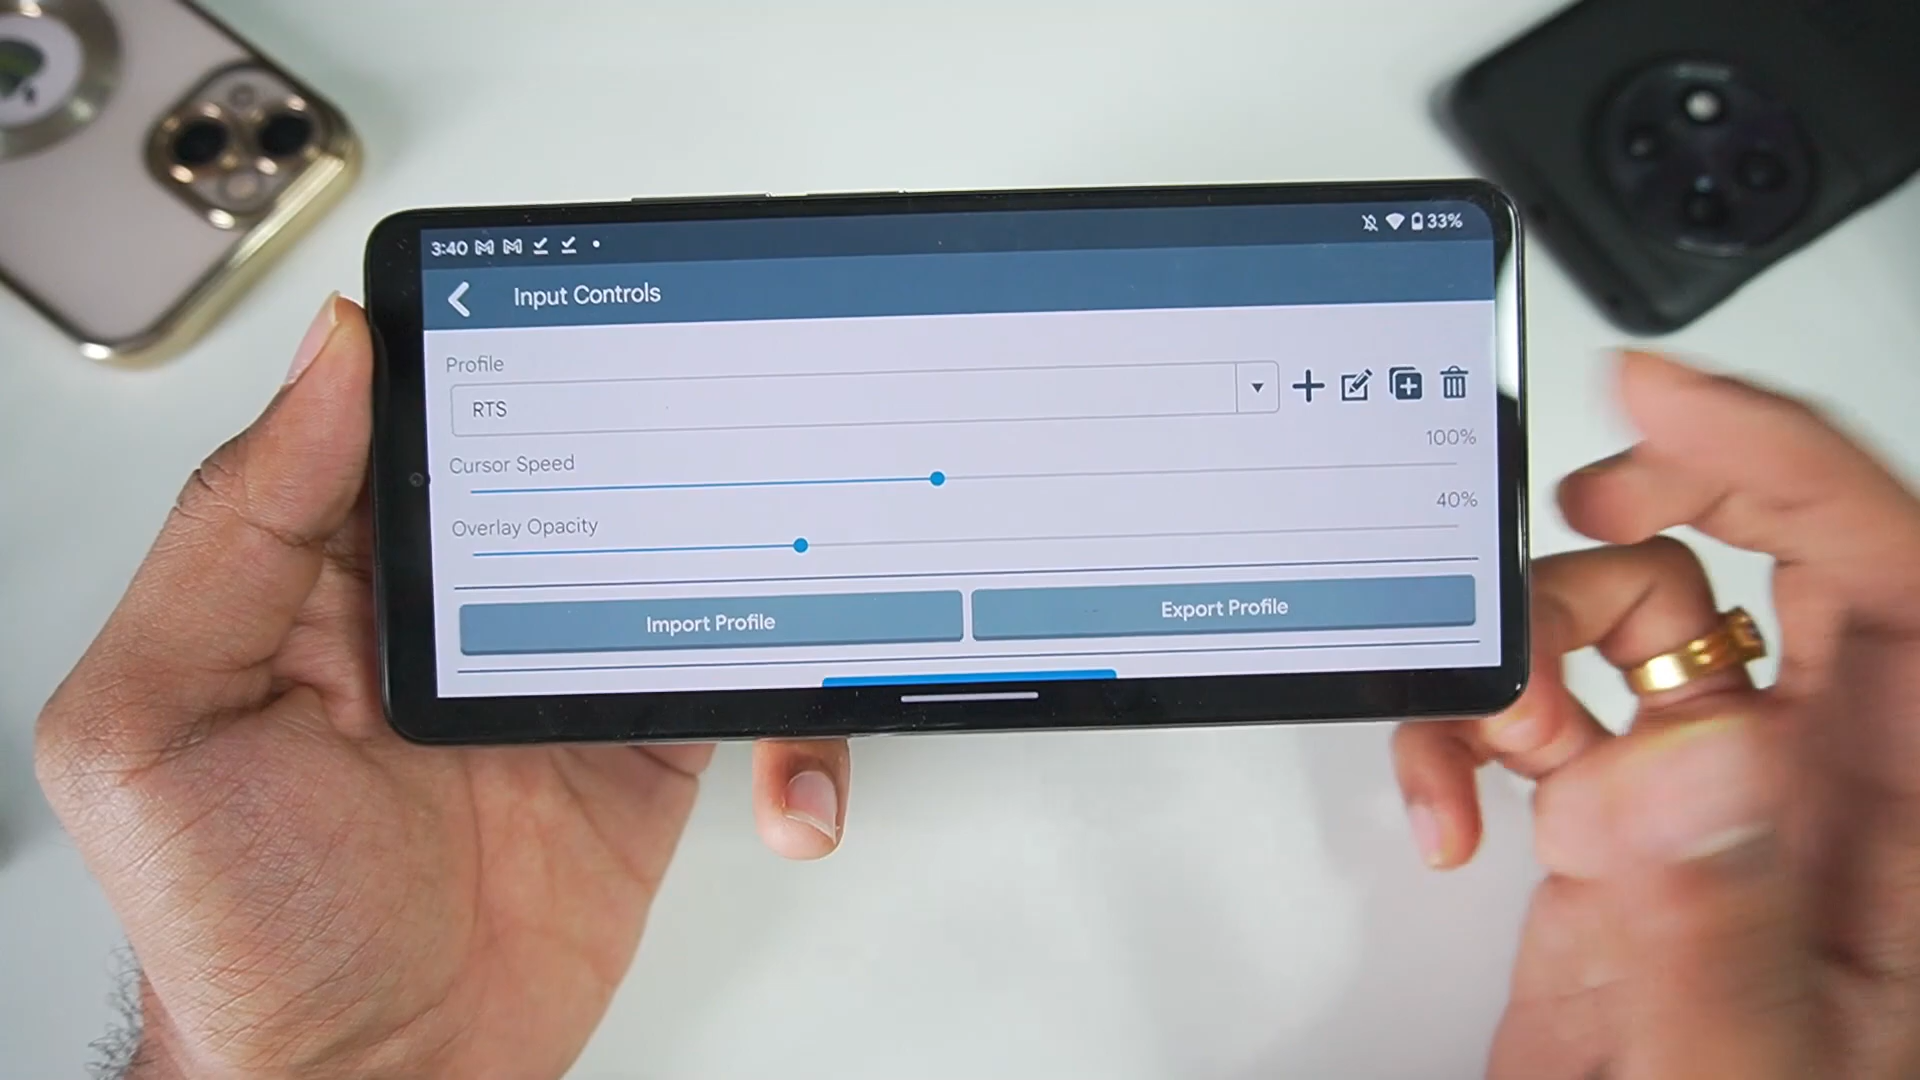 3:40
33%
Input Controls
Profile
RTS
100%
Cursor Speed
40%
Overlay Opacity
Import Profile
Export Profile